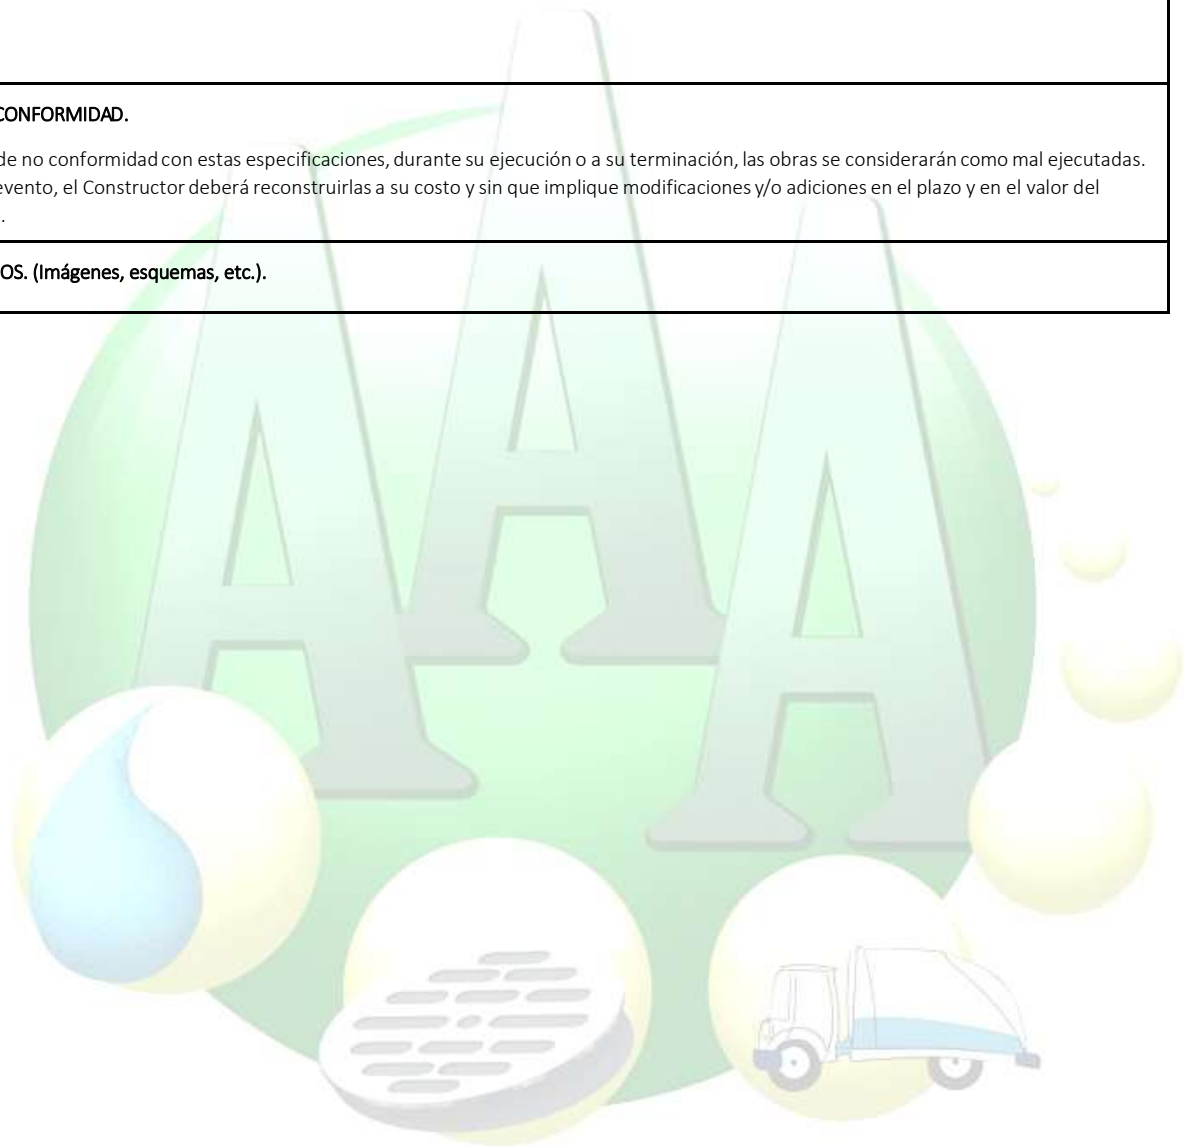 CONFORMIDAD.
de no conformidad con estas especificaciones, durante su ejecución o a su terminación, las obras se considerarán como mal ejecutadas.
evento, el Constructor deberá reconstruirlas a su costo y sin que implique modificaciones y/o adiciones en el plazo y en el valor del
.
OS. (Imágenes, esquemas, etc.).
AAA